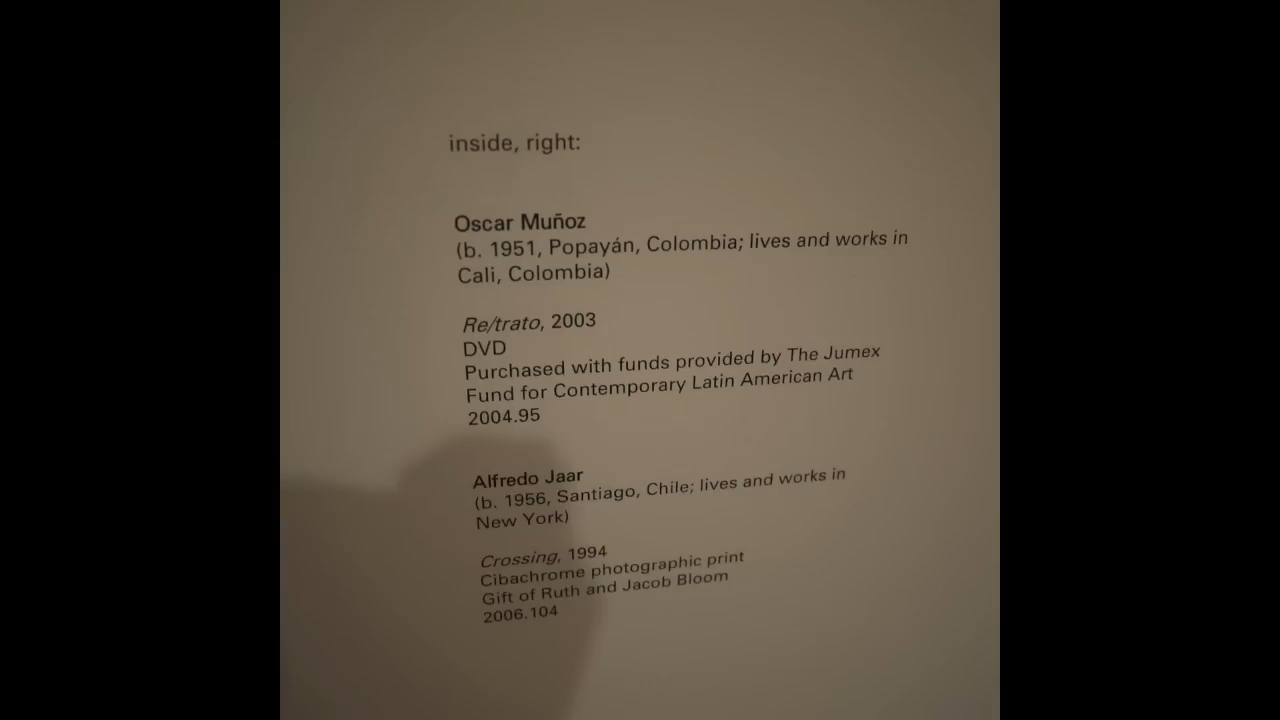 inside, right:
Oscar Muñoz
(b. 1951, Popayán, Colombia; lives and works in
Cali, Colombia)
Re/trato, 2003
DVD
Purchased with funds provided by The Jumex
Fund for Contemporary Latin American Art
2004.95
Alfredo Jaar
(b. 1956, Santiago, Chile; lives and works in
New York)
Crossing, 1994
Cibachrome photographic print
Gift of Ruth and Jacob Bloom
2006.104